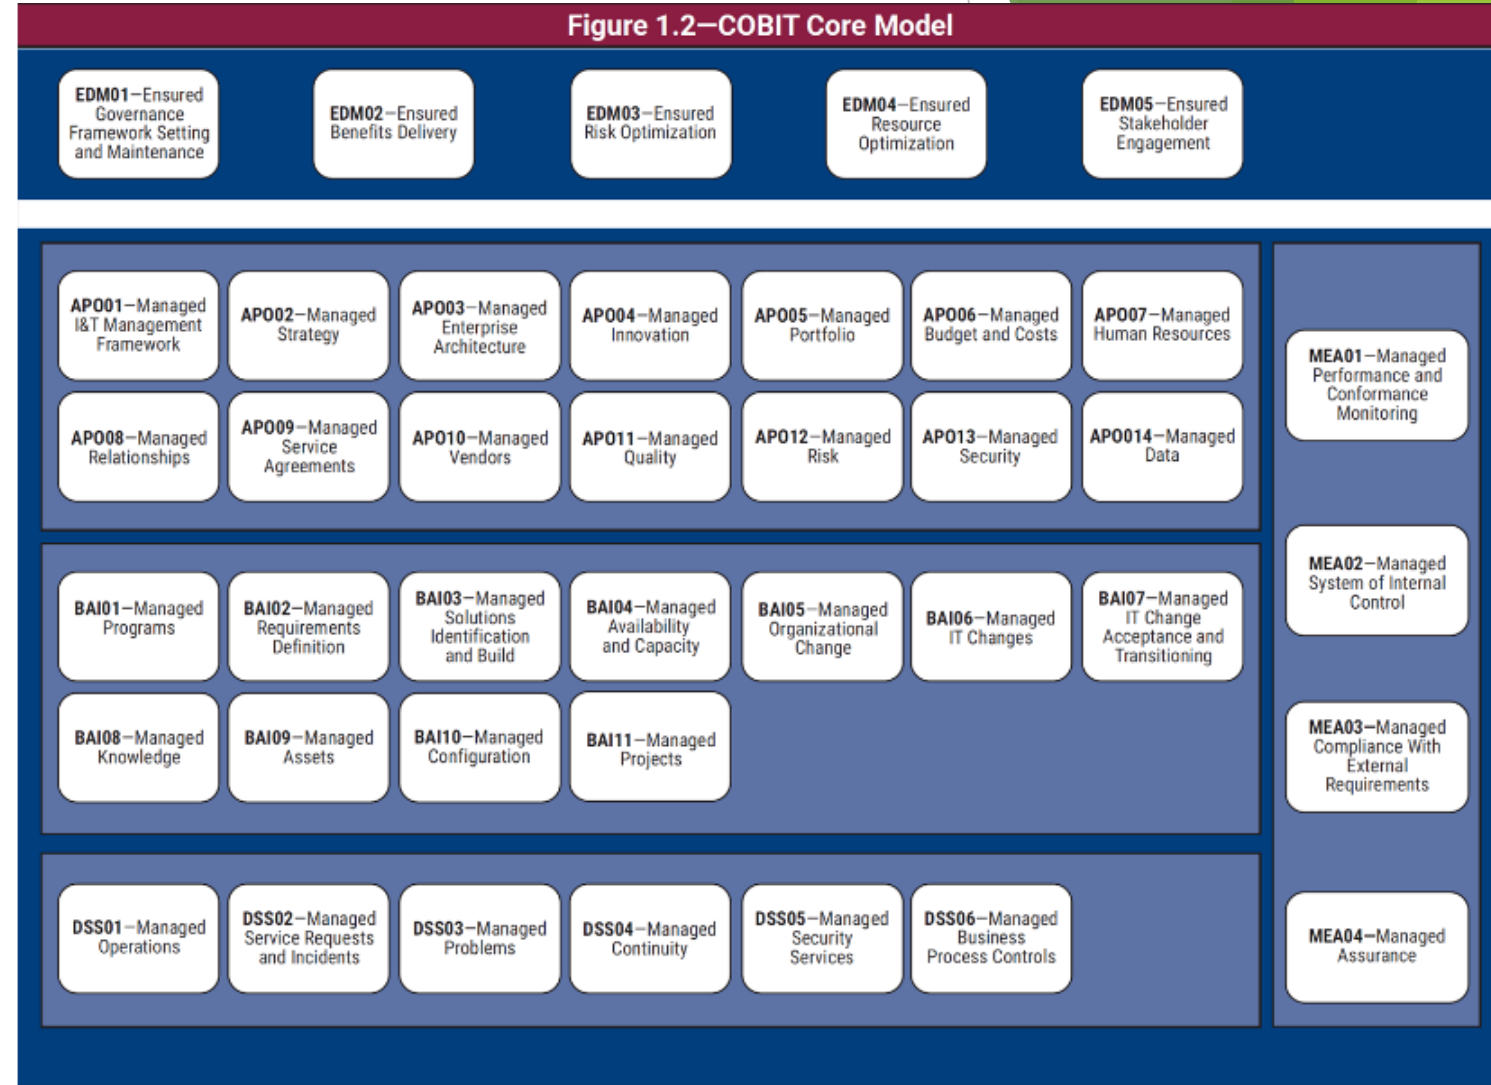 Figure 1.2—COBIT Core Model
EDM01—Ensured
Governance
Framework Setting
and Maintenance
EDM02—Ensured
Benefits Delivery
EDM03—Ensured
Risk Optimization
EDM04—Ensured
Resource
Optimization
EDM05—Ensured
Stakeholder
Engagement
APO01—Managed
I&T Management
Framework
APO02—Managed
Strategy
APO03—Managed
Enterprise
Architecture
APO04—Managed
Innovation
APO05—Managed
Portfolio
APO06—Managed
Budget and Costs
APO07—Managed
Human Resources
APO08—Managed
Relationships
APO09—Managed
Service
Agreements
APO10—Managed
Vendors
APO11—Managed
Quality
APO12—Managed
Risk
APO13—Managed
Security
APO014—Managed
Data
BAI01—Managed
Programs
BAI02—Managed
Requirements
Definition
BAI03—Managed
Solutions
Identification
and Build
BAI04—Managed
Availability
and Capacity
BAI05—Managed
Organizational
Change
BAI06—Managed
IT Changes
BAI07—Managed
IT Change
Acceptance and
Transitioning
BAI08—Managed
Knowledge
BAI09—Managed
Assets
BAI10—Managed
Configuration
BAI11—Managed
Projects
DSS01—Managed
Operations
DSS02—Managed
Service Requests
and Incidents
DSS03—Managed
Problems
DSS04—Managed
Continuity
DSS05—Managed
Security
Services
DSS06—Managed
Business
Process Controls
MEA01—Managed
Performance and
Conformance
Monitoring
MEA02—Managed
System of Internal
Control
MEA03—Managed
Compliance With
External
Requirements
MEA04—Managed
Assurance